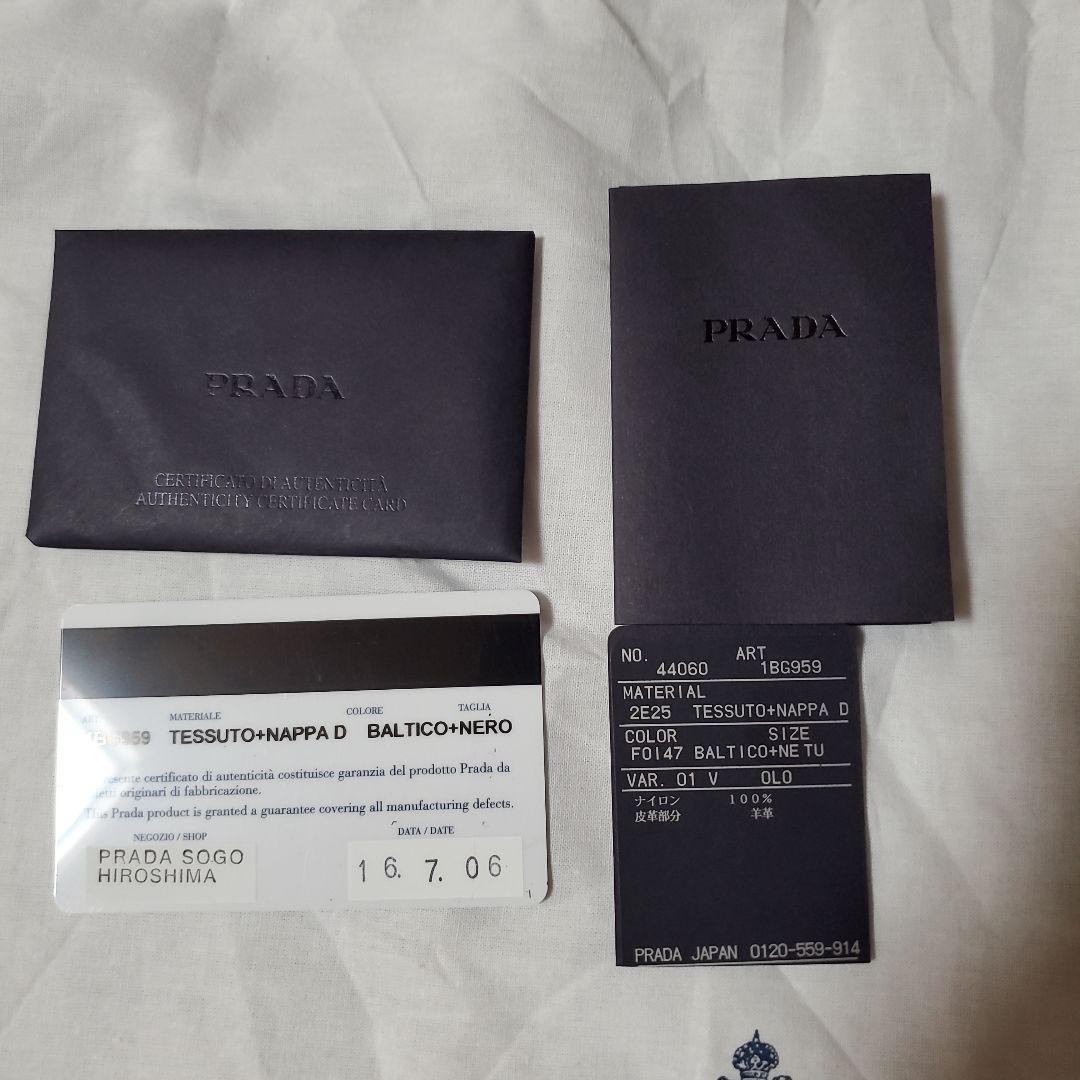 PRADA
CERTIFICATO DI AUTENTICITÀ
AUTHENTICITY CERTIFICATE CARD
PRADA
ART. MATERIALE COLORE TAGLIA
TESSUTO+NAPPA D BALTICO+NERO
presente certificato di autenticità costituisce garanzia del prodotto Prada da
originari di fabbricazione.
This Prada product is granted a guarantee covering all manufacturing defects.
NEGOZIO / SHOP DATA / DATE
PRADA SOGO
HIROSHIMA
16. 7. 06
NO. ART
44060 1BG959
MATERIAL
2E25 TESSUTO+NAPPA D
COLOR SIZE
F0147 BALTICO+NE TU
VAR. 01 V OLO
ナイロン 100%
皮革部分 羊革
PRADA JAPAN 0120-559-914